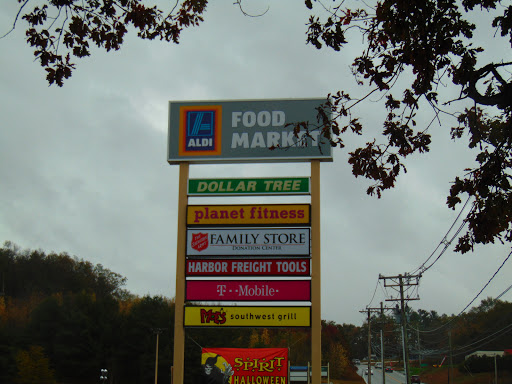 ALDI
FOOD
MARKET
DOLLAR TREE
planet fitness
FAMILY STORE
DONATION CENTER
HARBOR FREIGHT TOOLS
T··Mobile·
Moe's southwest grill
SPIRIT
HALLOWEEN